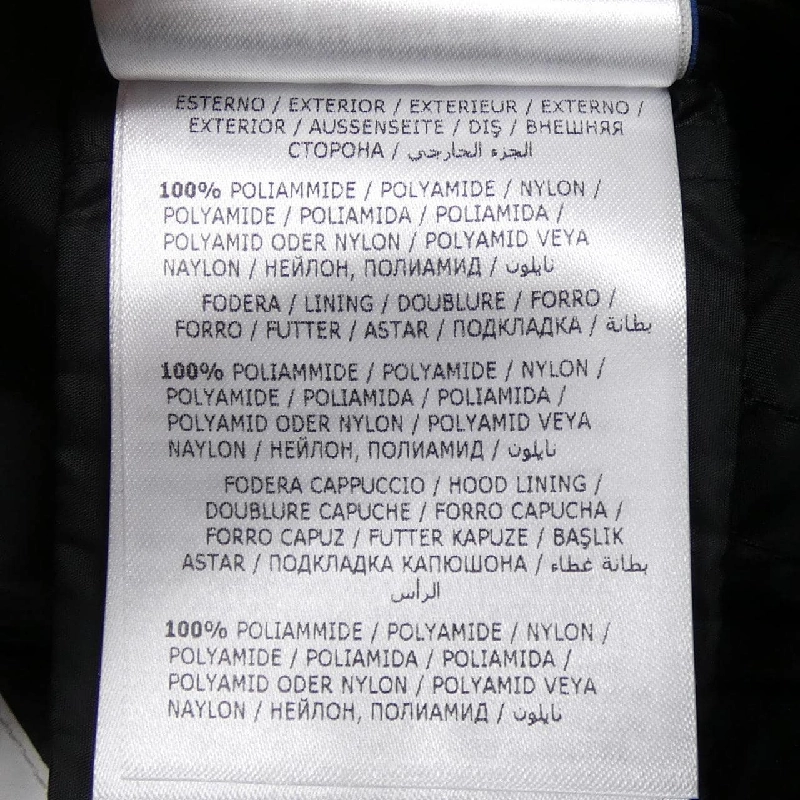 ESTERNO / EXTERIOR / EXTERIEUR / EXTERNO /
EXTERIOR / AUSSENSEITE / DIŞ / ВНЕШНЯЯ
СТОРОНА / الجزء الخارجي
100% POLIAMMIDE / POLYAMIDE / NYLON /
POLYAMIDE / POLIAMIDA / POLIAMIDA /
POLYAMID ODER NYLON / POLYAMID VEYA
NAYLON / НЕЙЛОН, ПОЛИАМИД / نايلون
FODERA / LINING / DOUBLURE / FORRO /
FORRO / FUTTER / ASTAR / ПОДКЛАДКА / بطانة
100% POLIAMMIDE / POLYAMIDE / NYLON /
POLYAMIDE / POLIAMIDA / POLIAMIDA /
POLYAMID ODER NYLON / POLYAMID VEYA
NAYLON / НЕЙЛОН, ПОЛИАМИД / نايلون
FODERA CAPPUCCIO / HOOD LINING /
DOUBLURE CAPUCHE / FORRO CAPUCHA /
FORRO CAPUZ / FUTTER KAPUZE / BAŞLIK
ASTAR / ПОДКЛАДКА КАПЮШОНА / بطانة غطاء
الرأس
100% POLIAMMIDE / POLYAMIDE / NYLON /
POLYAMIDE / POLIAMIDA / POLIAMIDA /
POLYAMID ODER NYLON / POLYAMID VEYA
NAYLON / НЕЙЛОН, ПОЛИАМИД / نايلون